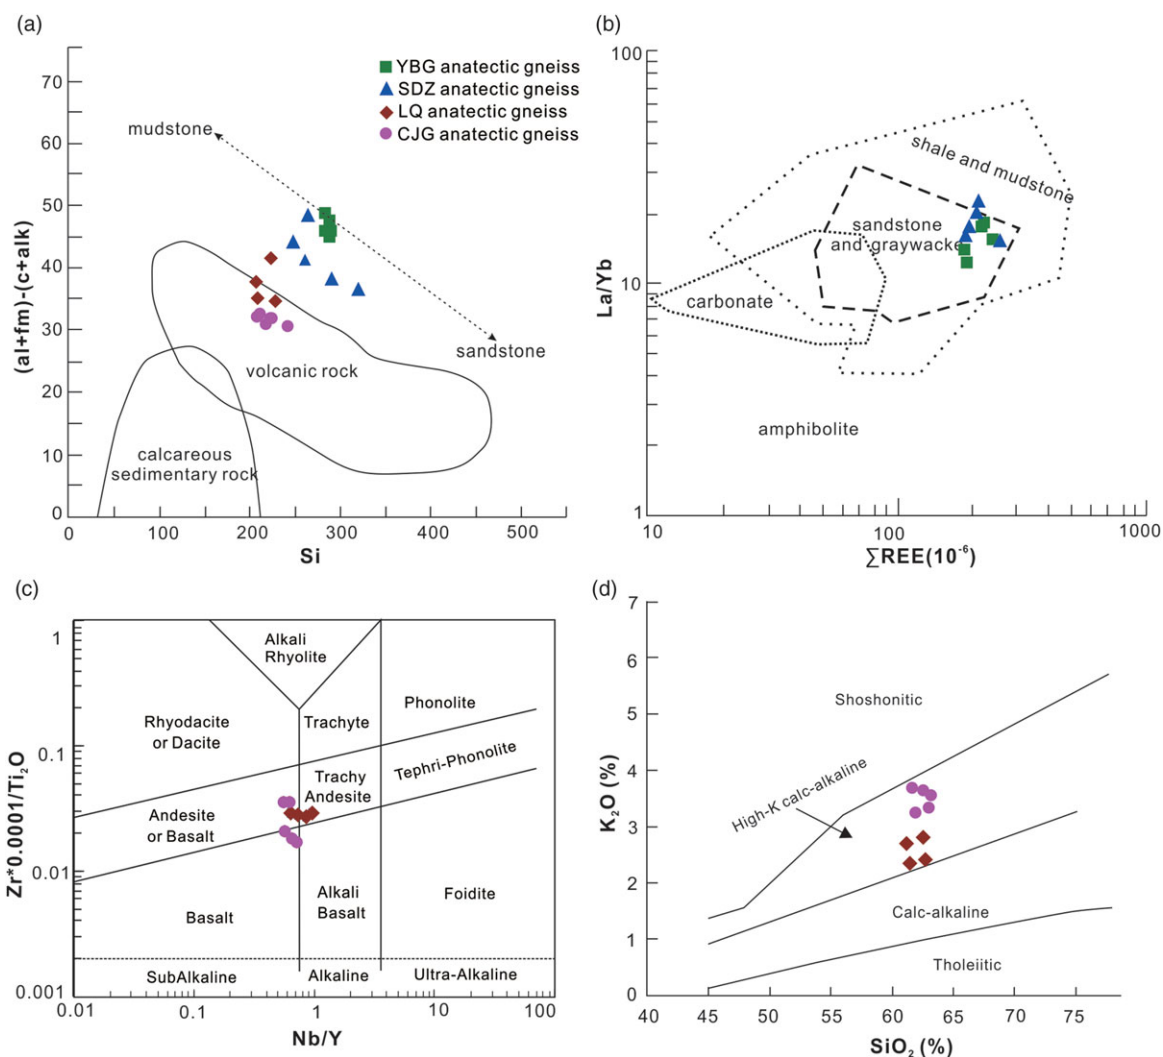 (a)
70
60
50
40
30
20
10
0
(al+fm)-(c+alk)
YBG anatectic gneiss
SDZ anatectic gneiss
LQ anatectic gneiss
CJG anatectic gneiss
mudstone
sandstone
volcanic rock
calcareous
sedimentary rock
0
100
200
300
400
500
Si
(b)
100
10
1
La/Yb
shale and mudstone
sandstone
and graywacke
carbonate
amphibolite
10
100
1000
∑REE(10⁻⁶)
(c)
1
0.1
0.01
0.001
Zr*0.0001/Ti₂O
Alkali
Rhyolite
Rhyodacite
or Dacite
Trachyte
Phonolite
Tephri-Phonolite
Trachy
Andesite
Andesite
or Basalt
Basalt
Alkali
Basalt
Foidite
SubAlkaline
Alkaline
Ultra-Alkaline
0.01
0.1
1
10
100
Nb/Y
(d)
7
6
5
4
3
2
1
0
K₂O (%)
Shoshonitic
High-K calc-alkaline
Calc-alkaline
Tholeiitic
40
45
50
55
60
65
70
75
SiO₂ (%)